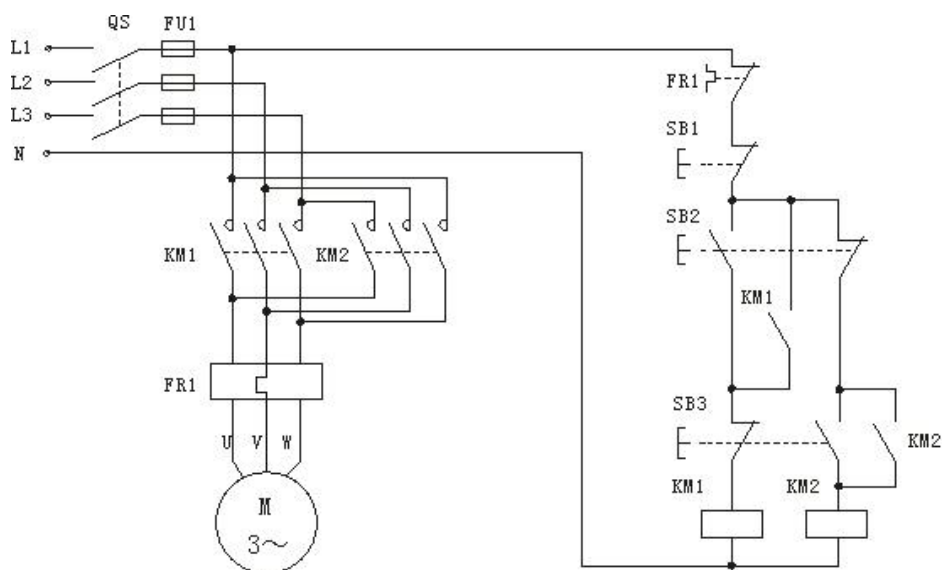 QS FU1
L1
L2
L3
N
FR1
SB1
SB2
KM1 KM2
KM1
FR1
SB3
U V W
KM2
KM1 KM2
M
3～